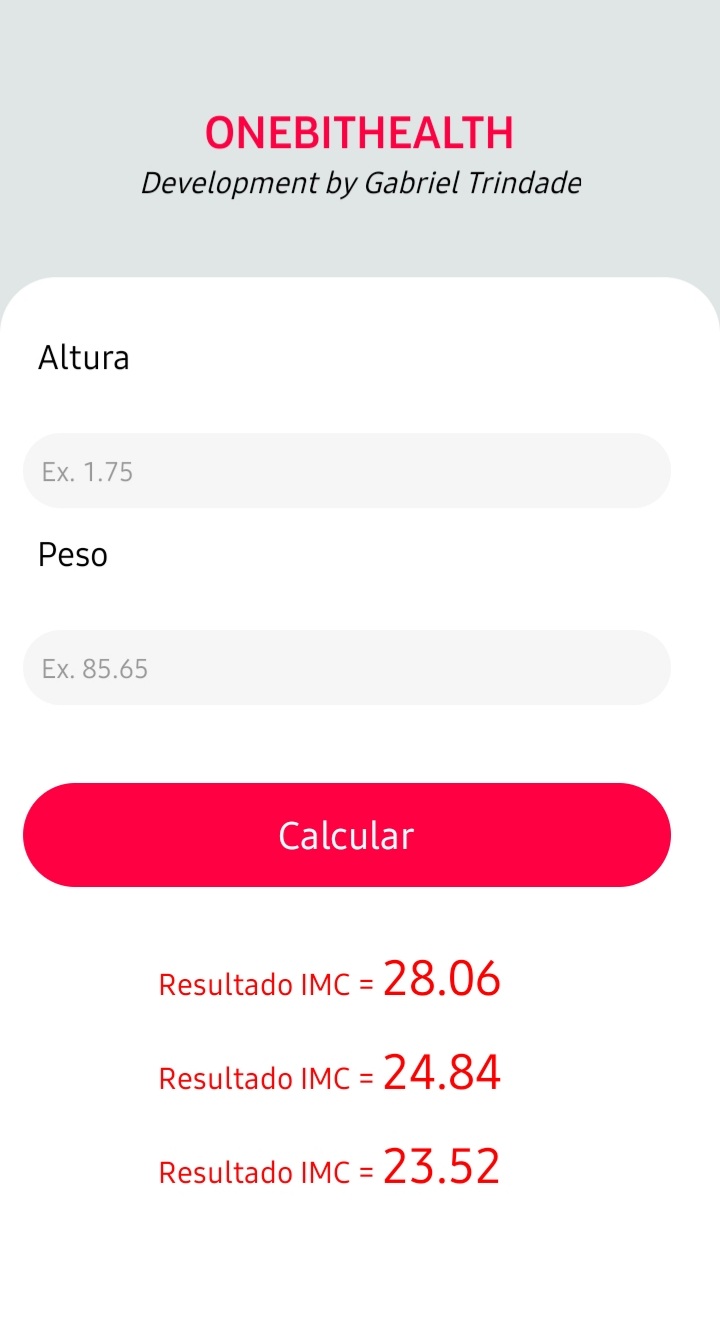 ONEBITHEALTH
Development by Gabriel Trindade
Altura
Ex. 1.75
Peso
Ex. 85.65
Calcular
Resultado IMC = 28.06
Resultado IMC = 24.84
Resultado IMC = 23.52